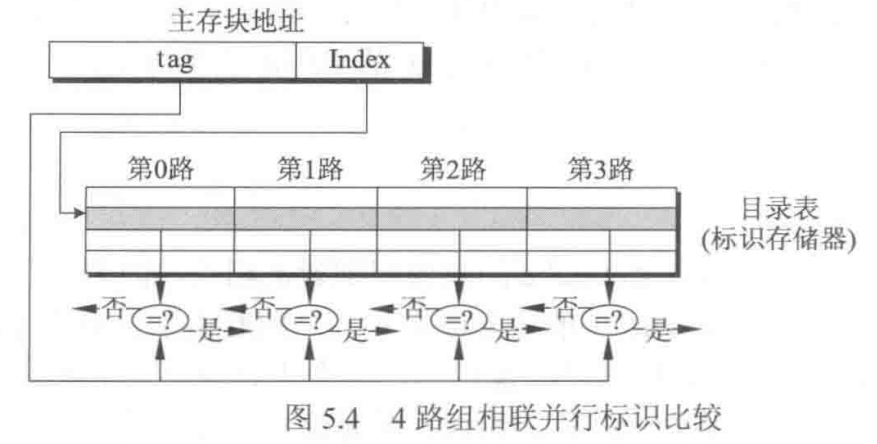 主存块地址
tag Index
第0路 第1路 第2路 第3路
目录表
(标识存储器)
否 否 否 否
=? =? =? =?
是 是 是 是
图 5.4 4 路组相联并行标识比较